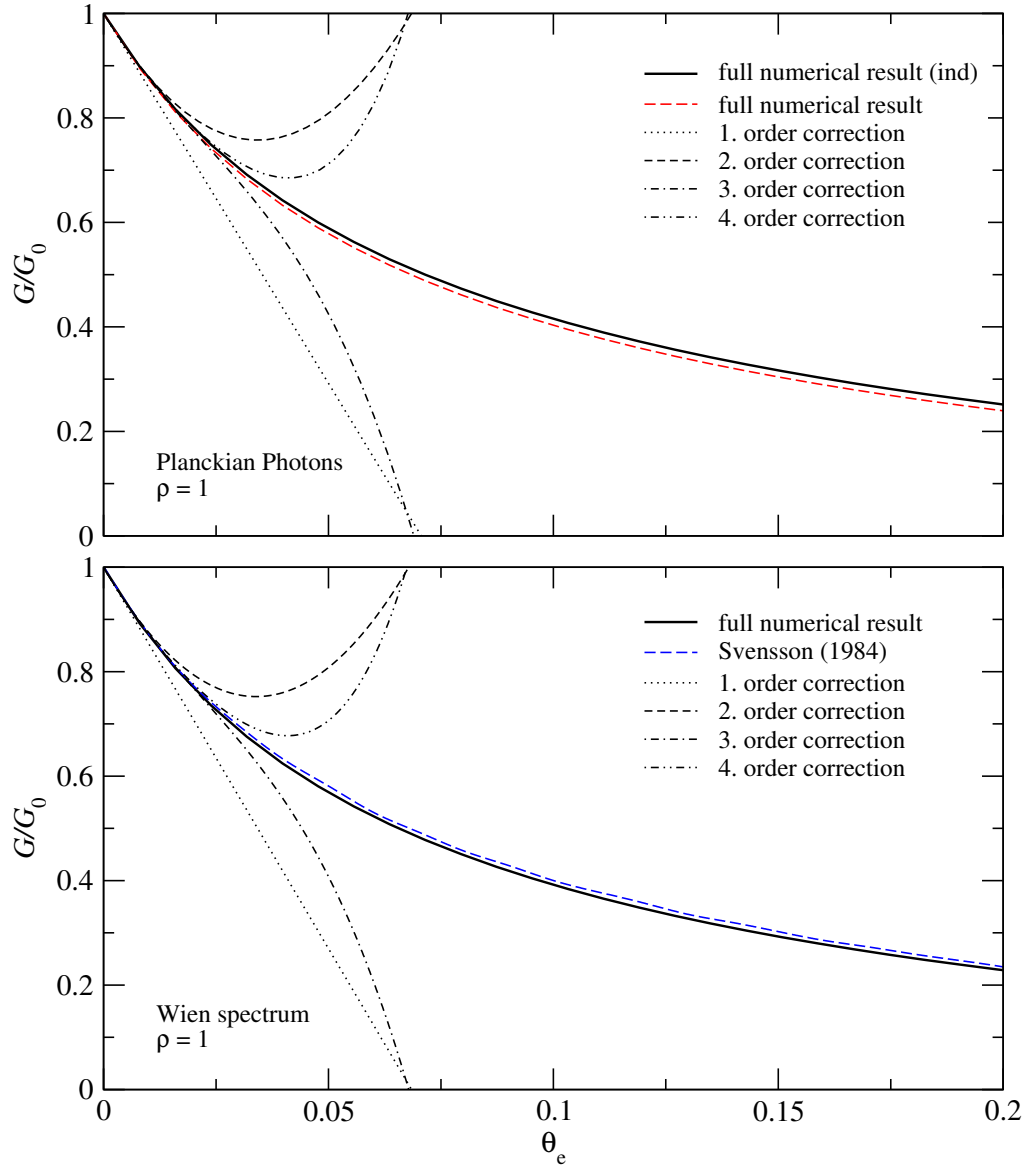 1
0.8
0.6
0.4
0.2
0
G/G0
full numerical result (ind)
full numerical result
1. order correction
2. order correction
3. order correction
4. order correction
Planckian Photons
ρ = 1
1
0.8
0.6
0.4
0.2
0
G/G0
full numerical result
Svensson (1984)
1. order correction
2. order correction
3. order correction
4. order correction
Wien spectrum
ρ = 1
0 0.05 0.1 0.15 0.2
θe